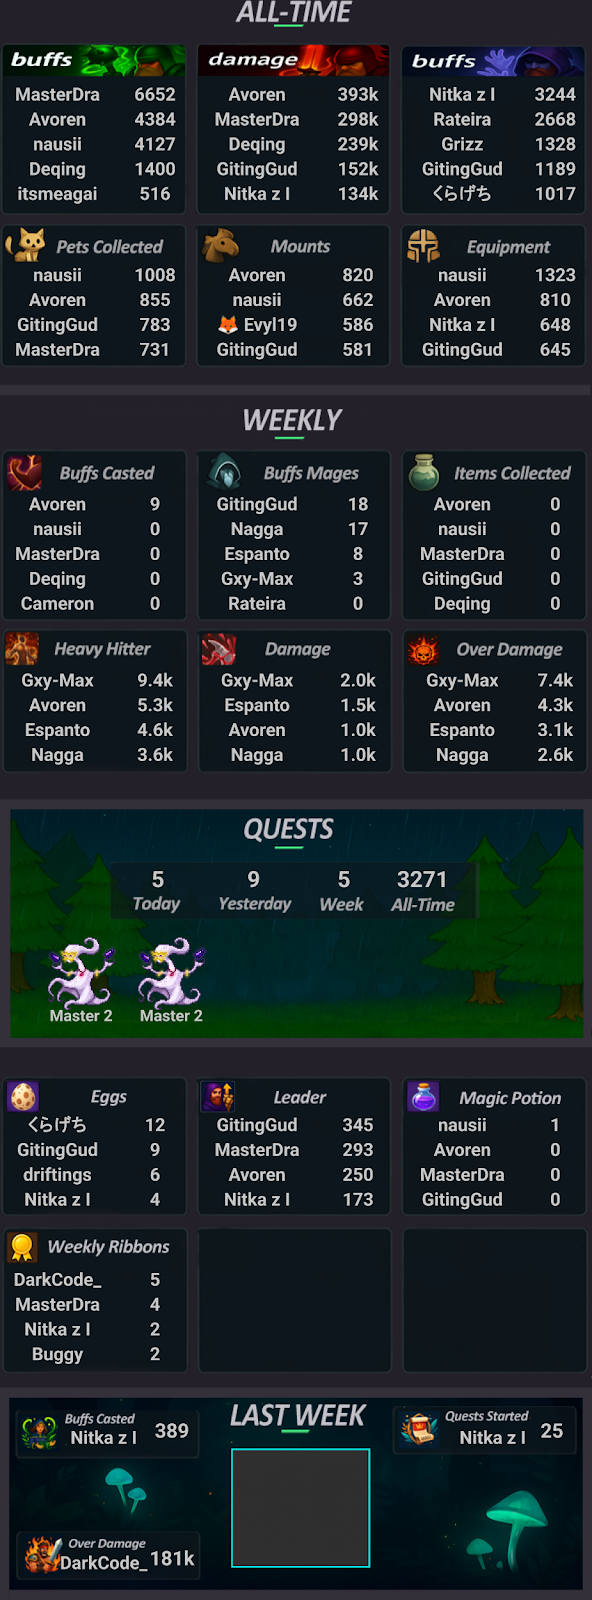 ALL-TIME
buffs
MasterDra 6652
Avoren 4384
nausii 4127
Deqing 1400
itsmeagai 516
damage
Avoren 393k
MasterDra 298k
Deqing 239k
GitingGud 152k
Nitka z l 134k
buffs
Nitka z l 3244
Rateira 2668
Grizz 1328
GitingGud 1189
くらげち 1017
Pets Collected
nausii 1008
Avoren 855
GitingGud 783
MasterDra 731
Mounts
Avoren 820
nausii 662
🦊 Evyl19 586
GitingGud 581
Equipment
nausii 1323
Avoren 810
Nitka z l 648
GitingGud 645
WEEKLY
Buffs Casted
Avoren 9
nausii 0
MasterDra 0
Deqing 0
Cameron 0
Buffs Mages
GitingGud 18
Nagga 17
Espanto 8
Gxy-Max 3
Rateira 0
Items Collected
Avoren 0
nausii 0
MasterDra 0
GitingGud 0
Deqing 0
Heavy Hitter
Gxy-Max 9.4k
Avoren 5.3k
Espanto 4.6k
Nagga 3.6k
Damage
Gxy-Max 2.0k
Espanto 1.5k
Avoren 1.0k
Nagga 1.0k
Over Damage
Gxy-Max 7.4k
Avoren 4.3k
Espanto 3.1k
Nagga 2.6k
QUESTS
5 9 5 3271
Today Yesterday Week All-Time
Master 2 Master 2
Eggs
くらげち 12
GitingGud 9
driftings 6
Nitka z l 4
Leader
GitingGud 345
MasterDra 293
Avoren 250
Nitka z l 173
Magic Potion
nausii 1
Avoren 0
MasterDra 0
GitingGud 0
Weekly Ribbons
DarkCode_ 5
MasterDra 4
Nitka z l 2
Buggy 2
LAST WEEK
Buffs Casted
Nitka z l 389
Quests Started
Nitka z l 25
Over Damage
DarkCode_ 181k